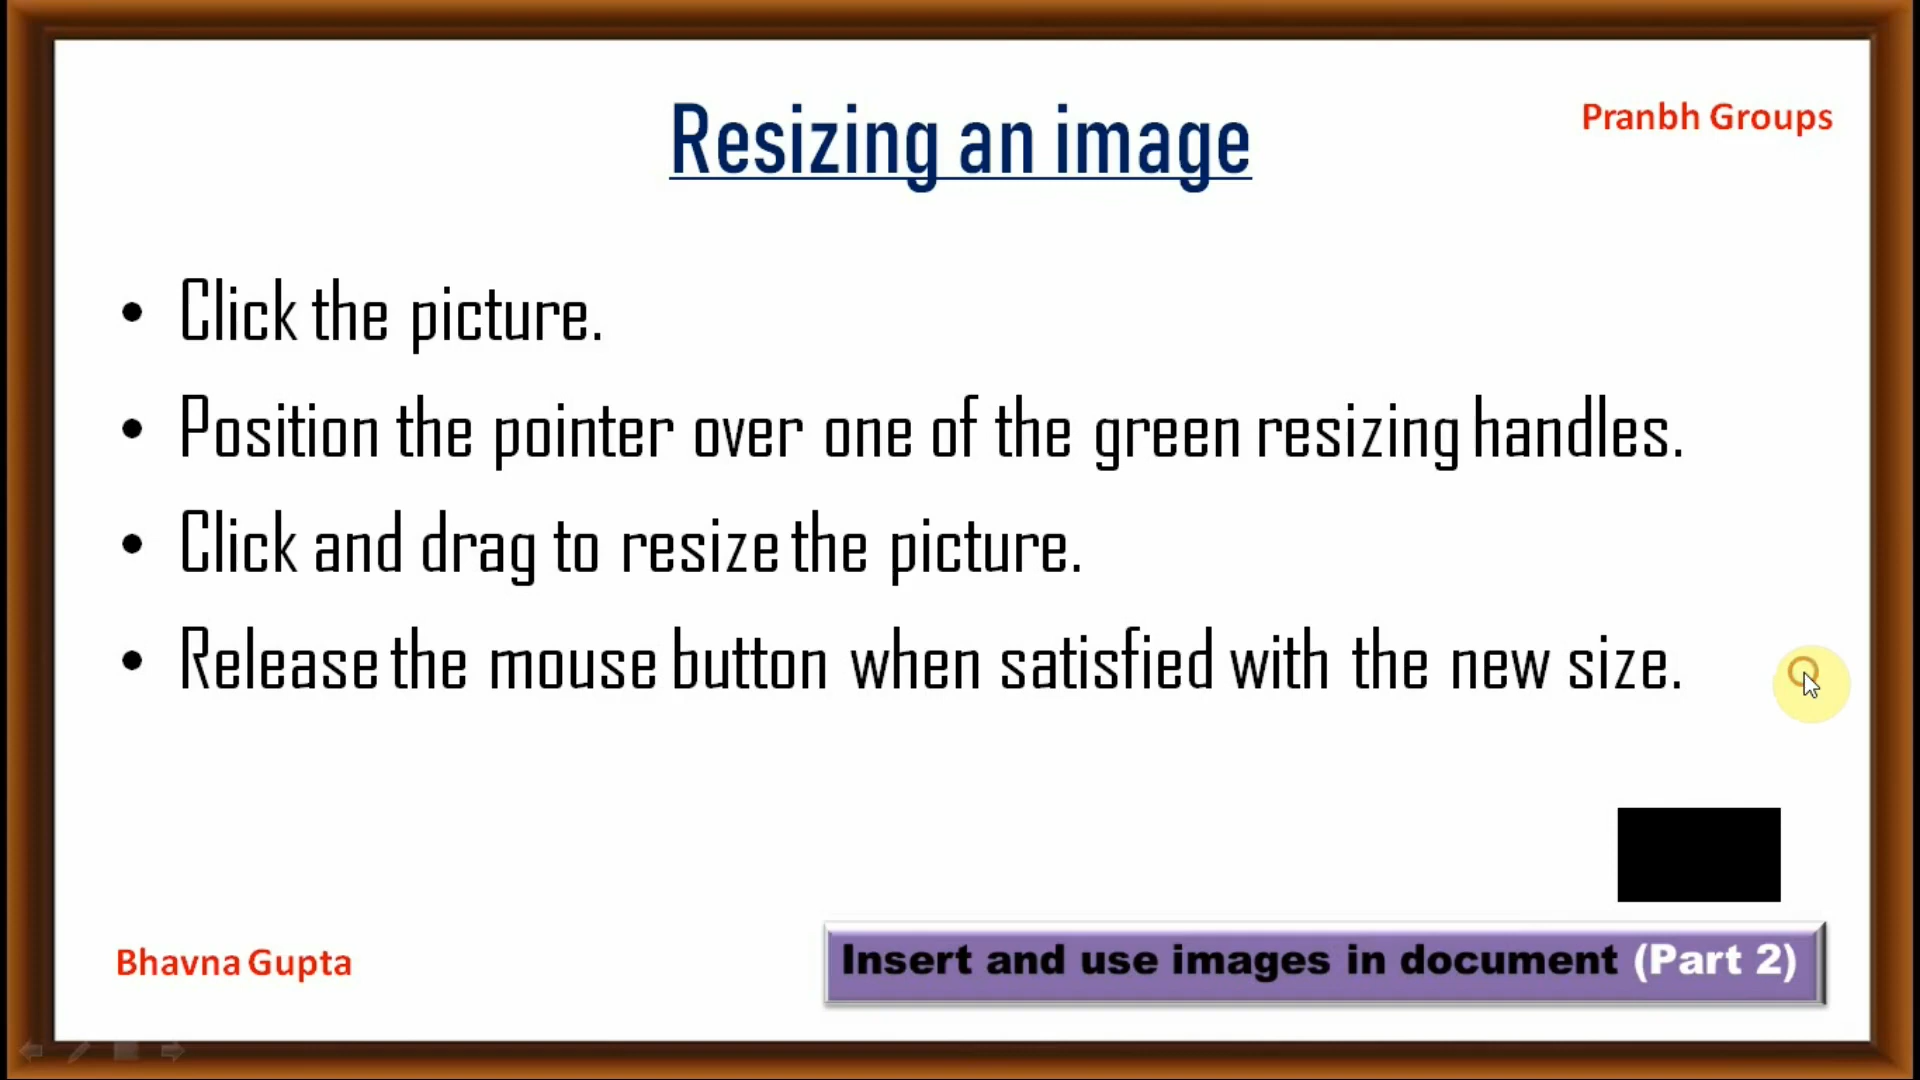 Resizing an image
Pranbh Groups
• Click the picture.
• Position the pointer over one of the green resizing handles.
• Click and drag to resize the picture.
• Release the mouse button when satisfied with the new size.
Bhavna Gupta
Insert and use images in document (Part 2)